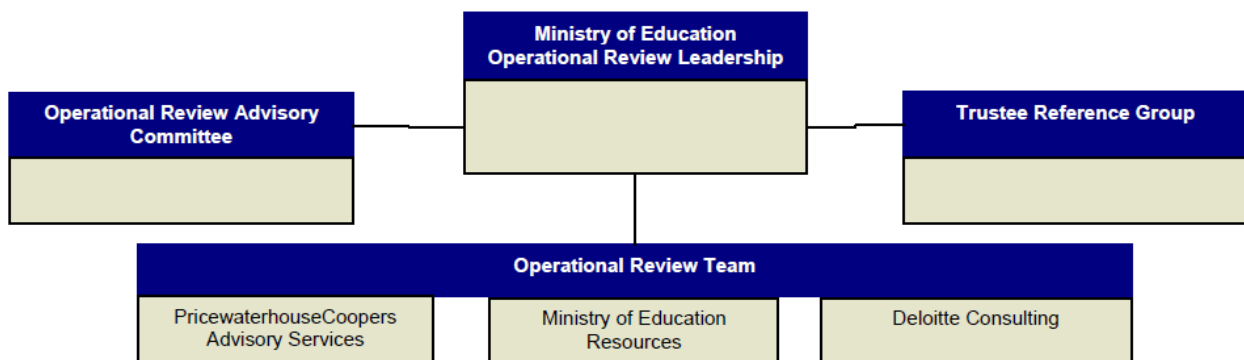 Ministry of Education
Operational Review Leadership
Operational Review Advisory
Committee
Trustee Reference Group
Operational Review Team
PricewaterhouseCoopers
Advisory Services
Ministry of Education
Resources
Deloitte Consulting